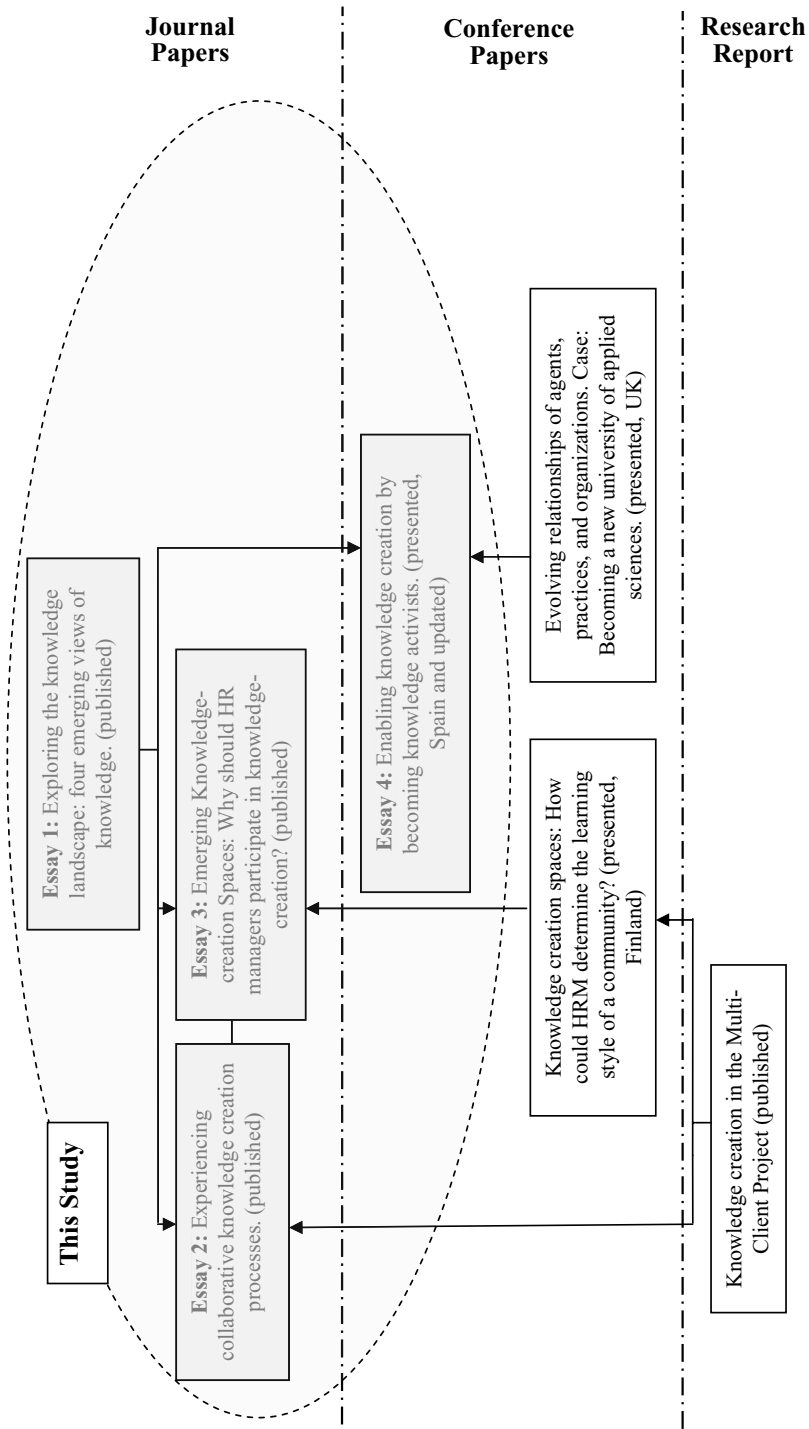 This Study
Journal
Papers
Essay 1: Exploring the knowledge
landscape: four emerging views of
knowledge. (published)
Essay 2: Experiencing
collaborative knowledge creation
processes. (published)
Essay 3: Emerging Knowledge-
creation Spaces: Why should HR
managers participate in knowledge-
creation? (published)
Conference
Papers
Essay 4: Enabling knowledge creation by
becoming knowledge activists. (presented,
Spain and updated)
Knowledge creation spaces: How
could HRM determine the learning
style of a community? (presented,
Finland)
Evolving relationships of agents,
practices, and organizations. Case:
Becoming a new university of applied
sciences. (presented, UK)
Research
Report
Knowledge creation in the Multi-
Client Project (published)